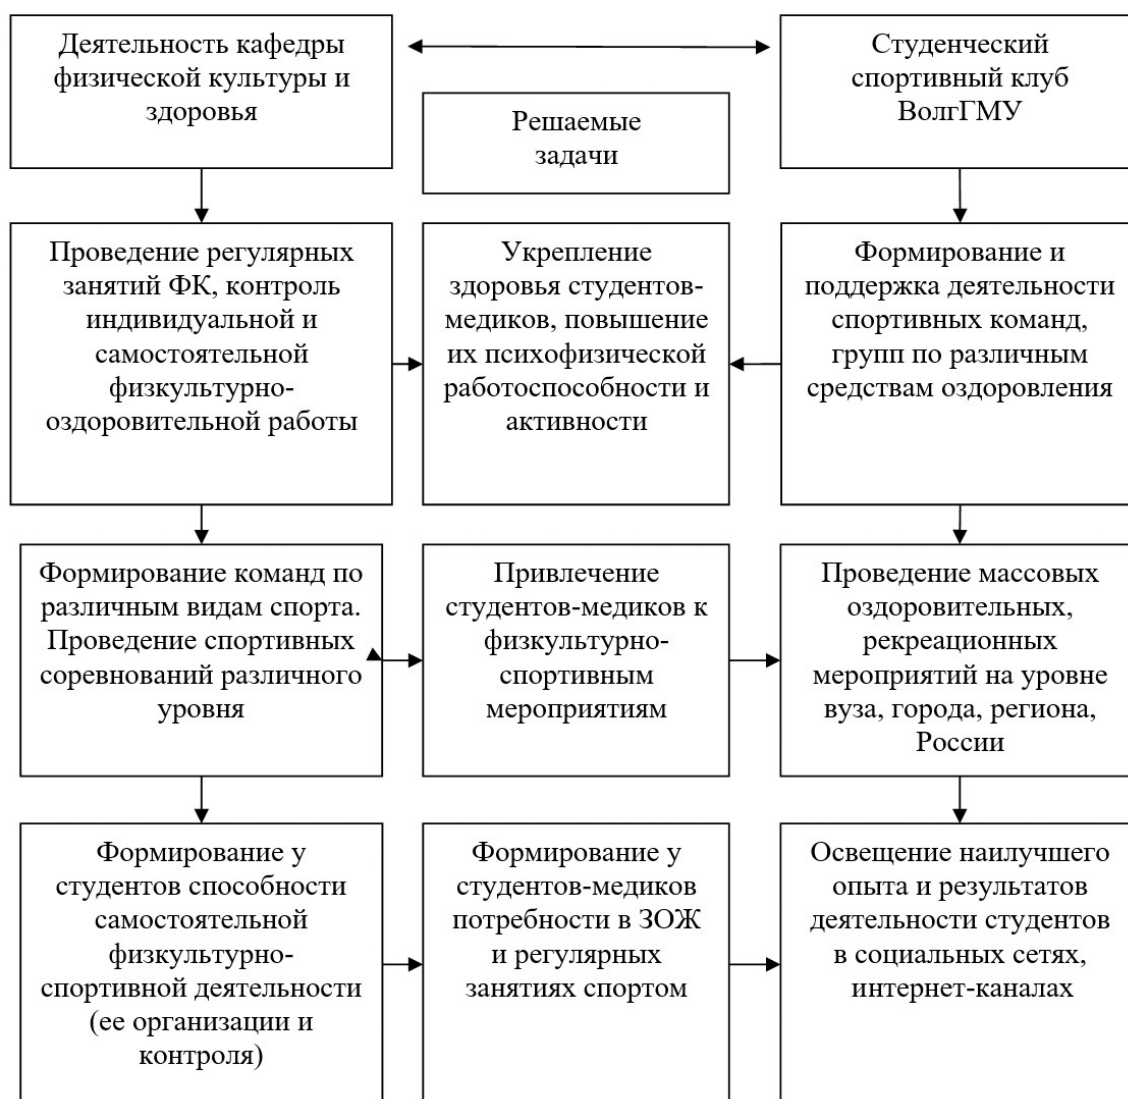 Деятельность кафедры
физической культуры и
здоровья
Решаемые
задачи
Студенческий
спортивный клуб
ВолгГМУ
Проведение регулярных
занятий ФК, контроль
индивидуальной и
самостоятельной
физкультурно-
оздоровительной работы
Укрепление
здоровья студентов-
медиков, повышение
их психофизической
работоспособности и
активности
Формирование и
поддержка деятельности
спортивных команд,
групп по различным
средствам оздоровления
Формирование команд по
различным видам спорта.
Проведение спортивных
соревнований различного
уровня
Привлечение
студентов-медиков к
физкультурно-
спортивным
мероприятиям
Проведение массовых
оздоровительных,
рекреационных
мероприятий на уровне
вуза, города, региона,
России
Формирование у
студентов способности
самостоятельной
физкультурно-
спортивной деятельности
(ее организации и
контроля)
Формирование у
студентов-медиков
потребности в ЗОЖ
и регулярных
занятиях спортом
Освещение наилучшего
опыта и результатов
деятельности студентов
в социальных сетях,
интернет-каналах